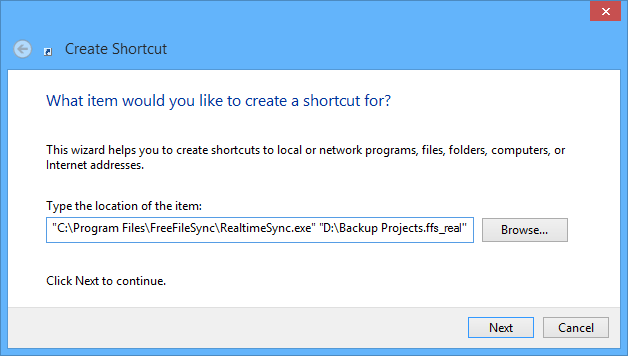 Create Shortcut
What item would you like to create a shortcut for?
This wizard helps you to create shortcuts to local or network programs, files, folders, computers, or
Internet addresses.
Type the location of the item:
"C:\Program Files\FreeFileSync\RealtimeSync.exe" "D:\Backup Projects.ffs_real"
Browse...
Click Next to continue.
Next
Cancel